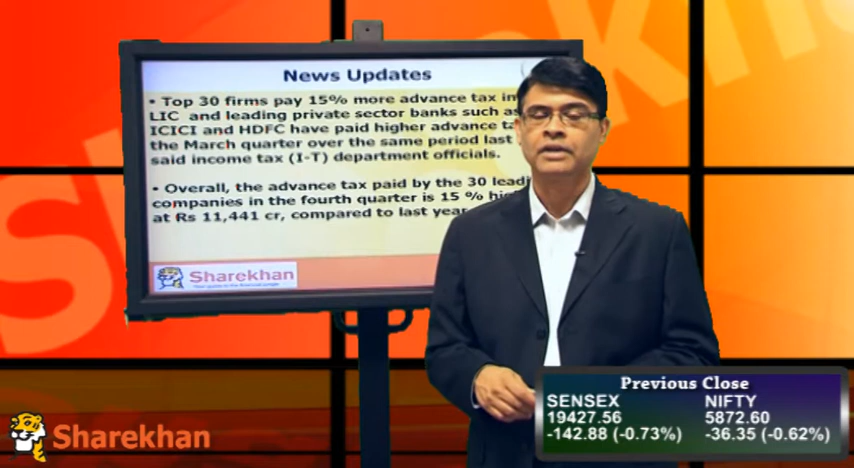 News Updates
• Top 30 firms pay 15% more advance tax in
LIC and leading private sector banks such as
ICICI and HDFC have paid higher advance ta
the March quarter over the same period last
said income tax (I-T) department officials.
• Overall, the advance tax paid by the 30 leadi
companies in the fourth quarter is 15 % hig
at Rs 11,441 cr, compared to last year
Sharekhan
Sharekhan
Previous Close
SENSEX NIFTY
19427.56 5872.60
-142.88 (-0.73%) -36.35 (-0.62%)